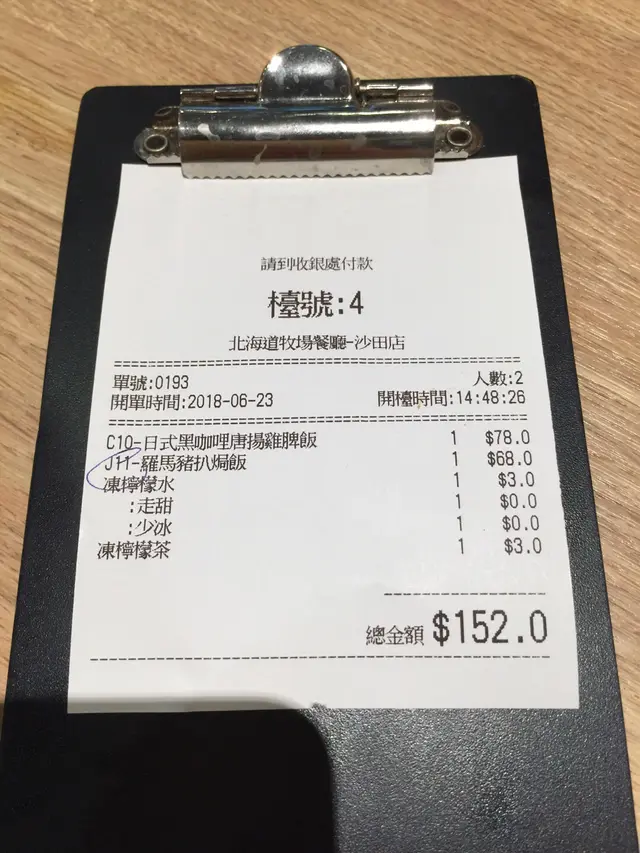 請到收銀處付款
檯號:4
北海道牧場餐廳-沙田店
單號:0193 人數:2
開單時間:2018-06-23 開檯時間:14:48:26
C10-日式黑咖哩唐揚雞脾飯 1 $78.0
J11-羅馬豬扒焗飯 1 $68.0
凍檸檬水 1 $3.0
:走甜 1 $0.0
:少冰 1 $0.0
凍檸檬茶 1 $3.0
總金額 $152.0